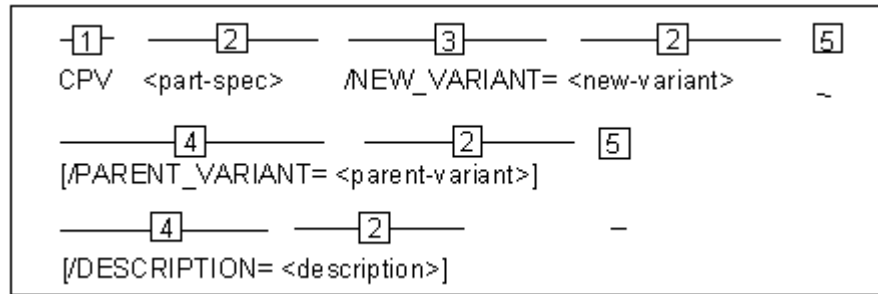 1 2 3 2 5
CPV <part-spec> /NEW_VARIANT= <new-variant> ~
4 2 5
[/PARENT_VARIANT= <parent-variant>]
4 2 –
[/DESCRIPTION= <description>]